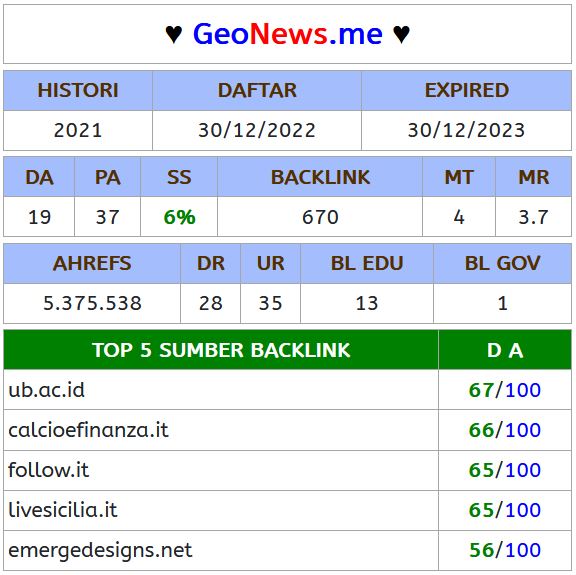 ♥ GeoNews.me ♥
HISTORI DAFTAR EXPIRED
2021 30/12/2022 30/12/2023
DA PA SS BACKLINK MT MR
19 37 6% 670 4 3.7
AHREFS DR UR BL EDU BL GOV
5.375.538 28 35 13 1
TOP 5 SUMBER BACKLINK D A
ub.ac.id 67/100
calcioefinanza.it 66/100
follow.it 65/100
livesicilia.it 65/100
emergedesigns.net 56/100